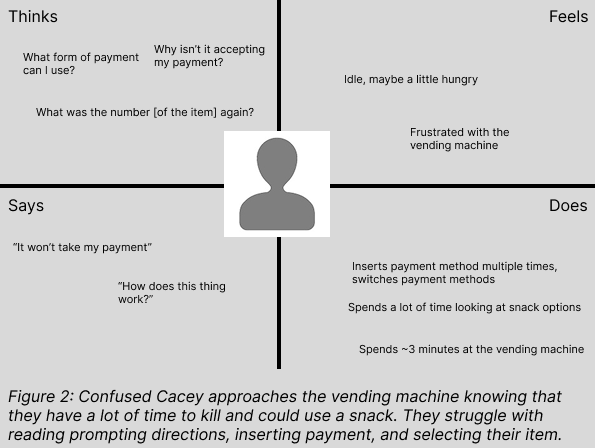 Thinks
What form of payment
can I use?
Why isn't it accepting
my payment?
What was the number [of the item] again?
Feels
Idle, maybe a little hungry
Frustrated with the
vending machine
Says
“It won't take my payment”
“How does this thing
work?”
Does
Inserts payment method multiple times,
switches payment methods
Spends a lot of time looking at snack options
Spends ~3 minutes at the vending machine
Figure 2: Confused Cacey approaches the vending machine knowing that
they have a lot of time to kill and could use a snack. They struggle with
reading prompting directions, inserting payment, and selecting their item.